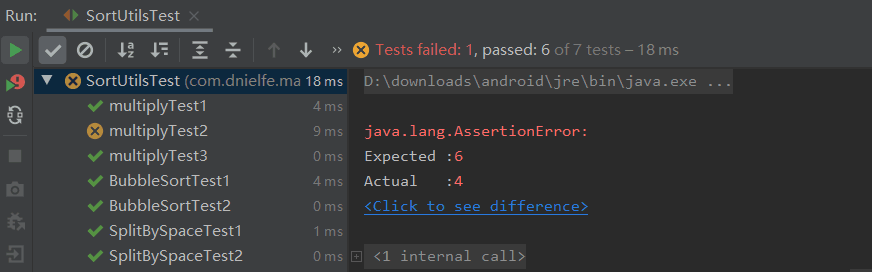 Run: SortUtilsTest ×
» Tests failed: 1, passed: 6 of 7 tests – 18 ms
SortUtilsTest (com.dnielfe.ma 18 ms
multiplyTest1 4 ms
multiplyTest2 9 ms
multiplyTest3 0 ms
BubbleSortTest1 4 ms
BubbleSortTest2 0 ms
SplitBySpaceTest1 1 ms
SplitBySpaceTest2 0 ms
D:\downloads\android\jre\bin\java.exe ...
java.lang.AssertionError:
Expected :6
Actual   :4
<Click to see difference>
<1 internal call>